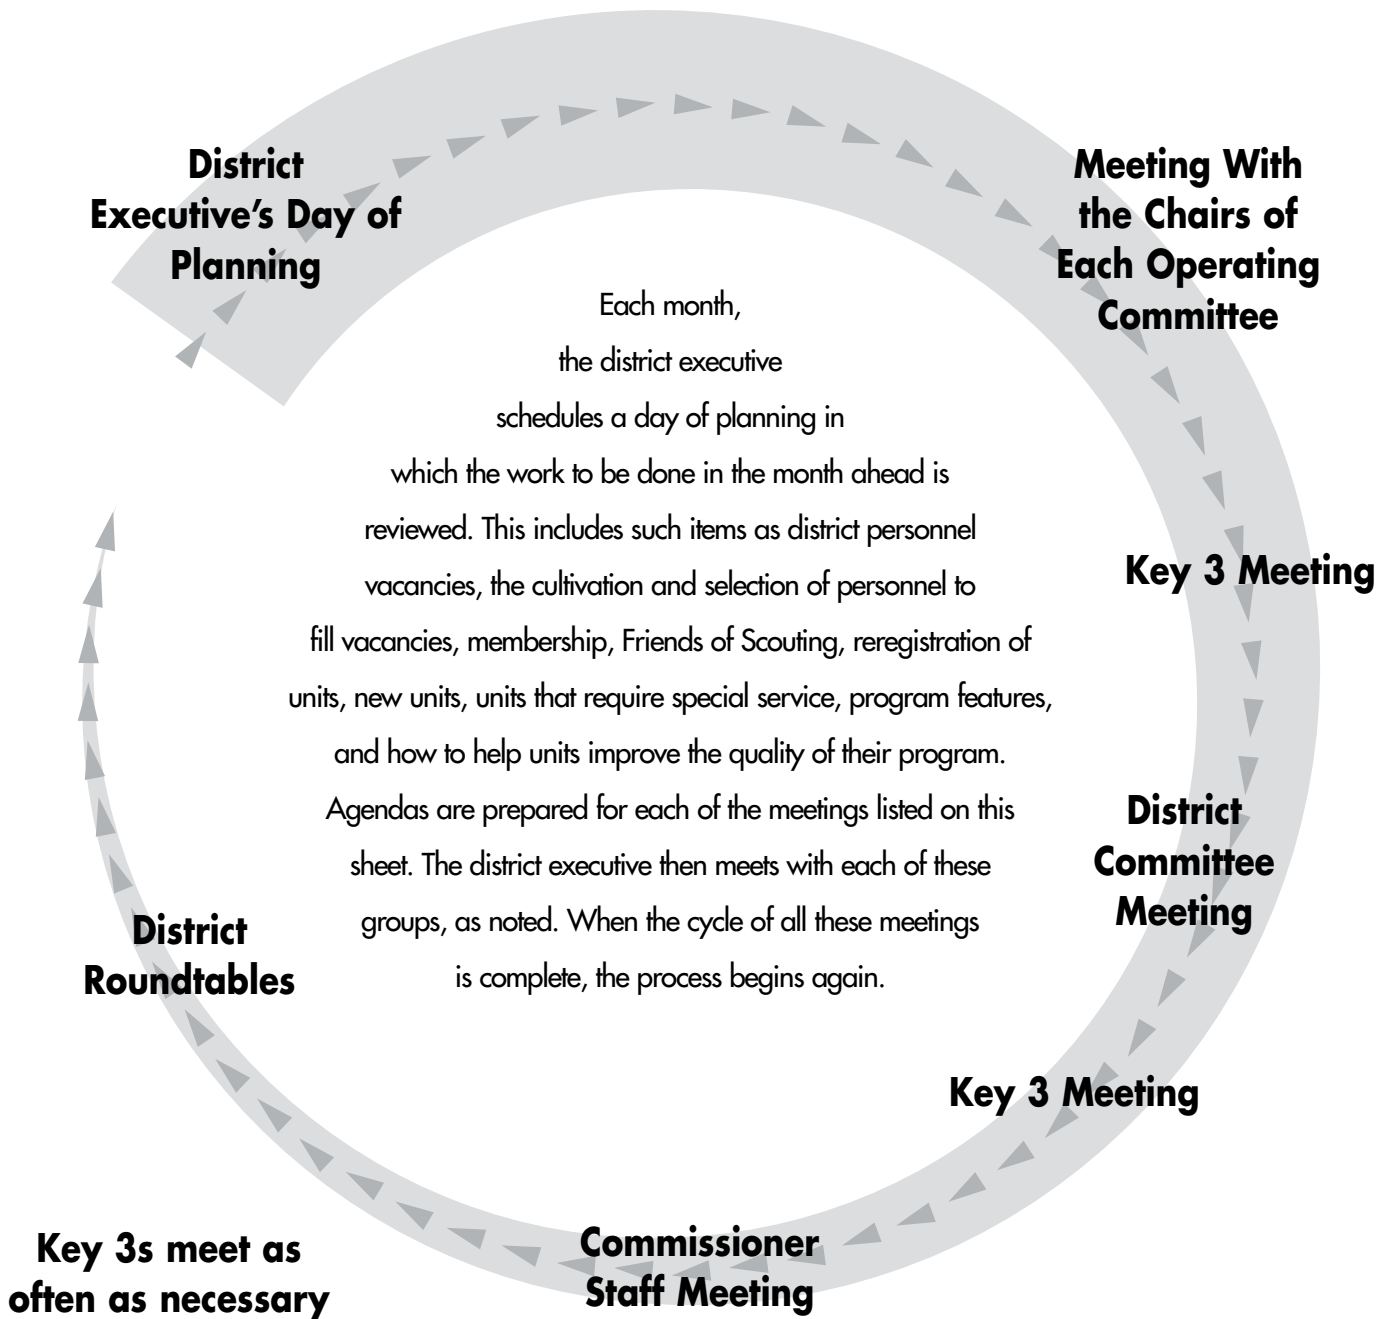 District
Executive’s Day of
Planning
Meeting With
the Chairs of
Each Operating
Committee
Each month,
the district executive
schedules a day of planning in
which the work to be done in the month ahead is
reviewed. This includes such items as district personnel
vacancies, the cultivation and selection of personnel to
fill vacancies, membership, Friends of Scouting, reregistration of
units, new units, units that require special service, program features,
and how to help units improve the quality of their program.
Agendas are prepared for each of the meetings listed on this
sheet. The district executive then meets with each of these
groups, as noted. When the cycle of all these meetings
is complete, the process begins again.
Key 3 Meeting
District
Committee
Meeting
Key 3 Meeting
Commissioner
Staff Meeting
District
Roundtables
Key 3s meet as
often as necessary